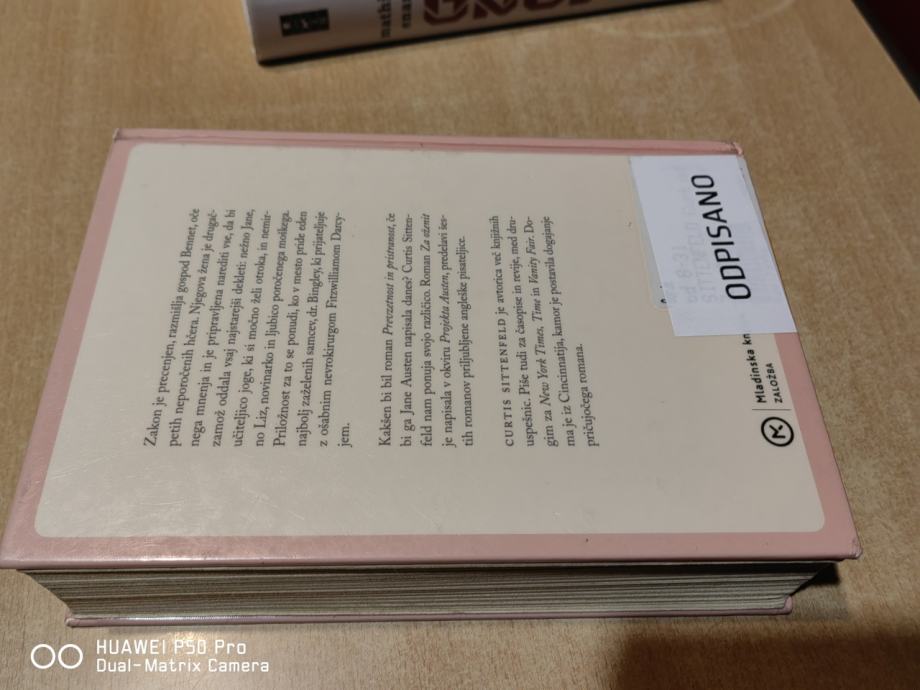 Zakon je precenjen, razmišlja gospod Bennet, oče
petih neporočenih hčera. Njegova žena je drugač-
nega mnenja in je pripravljena narediti vse, da bi
zamož oddala vsaj najstarejši dekleti: nežno Jane,
učiteljico joge, ki si močno želi otroka, in nemir-
no Liz, novinarko in ljubico poročenega moškega.
Priložnost za to se ponudi, ko v mesto pride eden
najbolj zaželenih samcev, dr. Bingley, ki prijateljuje
z ošabnim nevrokirurgom Fitzwilliamom Darcy-
jem.
Kakšen bi bil roman Prevzetnost in pristranost, če
bi ga Jane Austen napisala danes? Curtis Sitten-
feld nam ponuja svojo različico. Roman Za oženit
je napisala v okviru Projekta Austen, predelavi šes-
tih romanov priljubljene angleške pisateljice.
CURTIS SITTENFELD je avtorica več knjižnih
uspešnic. Piše tudi za časopise in revije, med dru-
gim za New York Times, Time in Vanity Fair. Do-
ma je iz Cincinnatija, kamor je postavila dogajanje
pričujočega romana.
ODPISANO
Mladinska
ZALOŽBA
HUAWEI P50 Pro
Dual-Matrix Camera